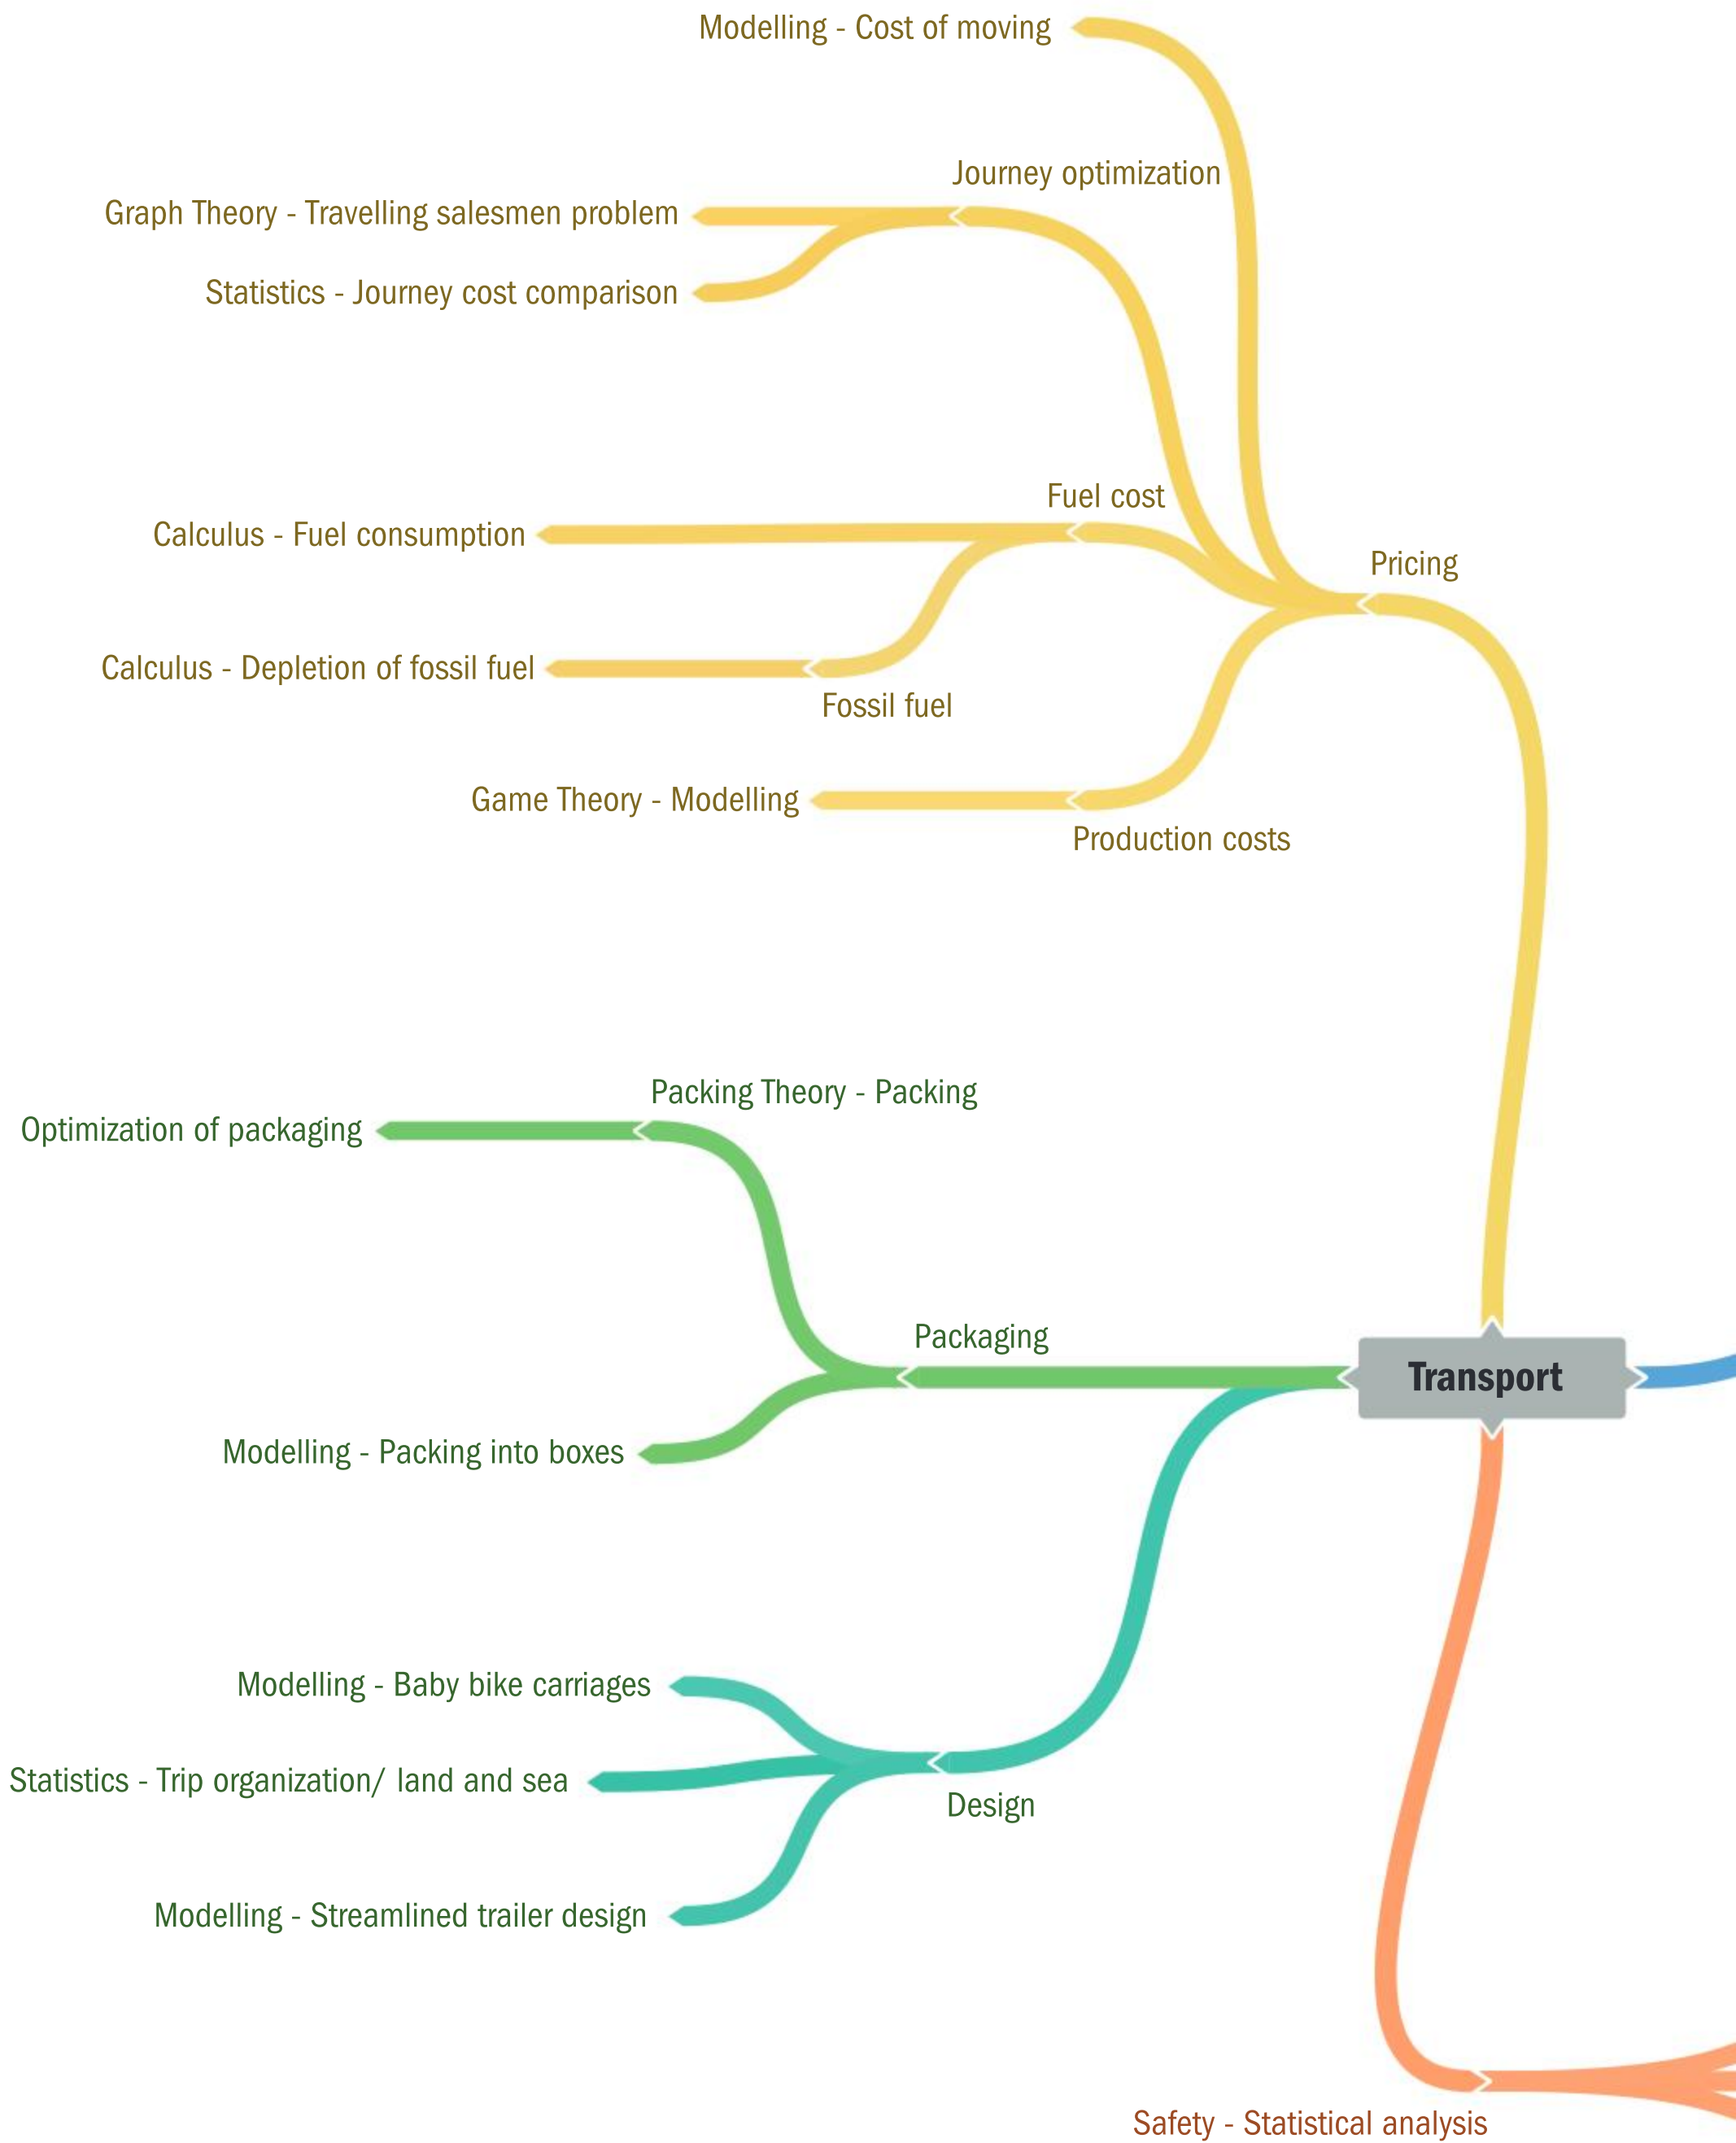 Modelling - Cost of moving
Journey optimization
Graph Theory - Travelling salesmen problem
Statistics - Journey cost comparison
Fuel cost
Calculus - Fuel consumption
Pricing
Calculus - Depletion of fossil fuel
Fossil fuel
Game Theory - Modelling
Production costs
Packing Theory - Packing
Optimization of packaging
Packaging
Transport
Modelling - Packing into boxes
Modelling - Baby bike carriages
Statistics - Trip organization/ land and sea
Design
Modelling - Streamlined trailer design
Safety - Statistical analysis